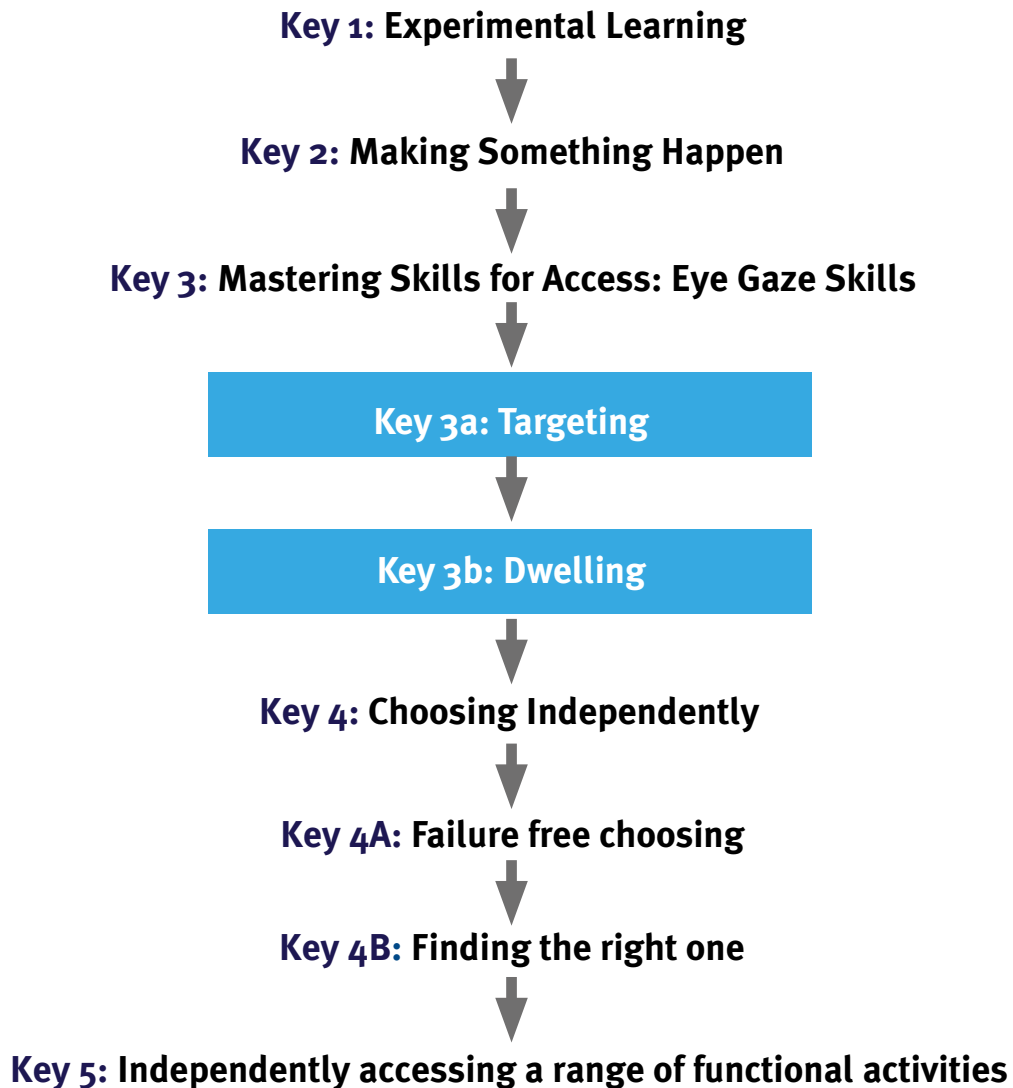 Key 1: Experimental Learning
Key 2: Making Something Happen
Key 3: Mastering Skills for Access: Eye Gaze Skills
Key 3a: Targeting
Key 3b: Dwelling
Key 4: Choosing Independently
Key 4A: Failure free choosing
Key 4B: Finding the right one
Key 5: Independently accessing a range of functional activities